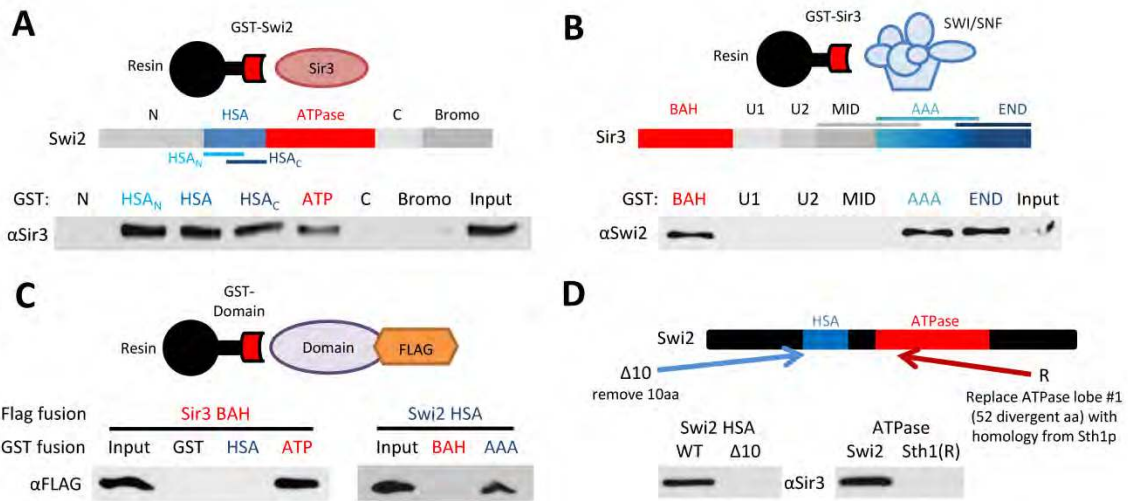 A
GST-Swi2
Resin
Sir3
N HSA ATPase C Bromo
Swi2
HSAN HSAC
GST: N HSAN HSA HSAC ATP C Bromo Input
αSir3
B
GST-Sir3 SWI/SNF
Resin
BAH U1 U2 MID AAA END
Sir3
GST: BAH U1 U2 MID AAA END Input
αSwi2
C
GST-
Domain
Resin
Domain FLAG
Flag fusion Sir3 BAH Swi2 HSA
GST fusion Input GST HSA ATP Input BAH AAA
αFLAG
D
HSA ATPase
Swi2
Δ10
remove 10aa
R
Replace ATPase lobe #1
(52 divergent aa) with
homology from Sth1p
Swi2 HSA ATPase
WT Δ10 Swi2 Sth1(R)
αSir3